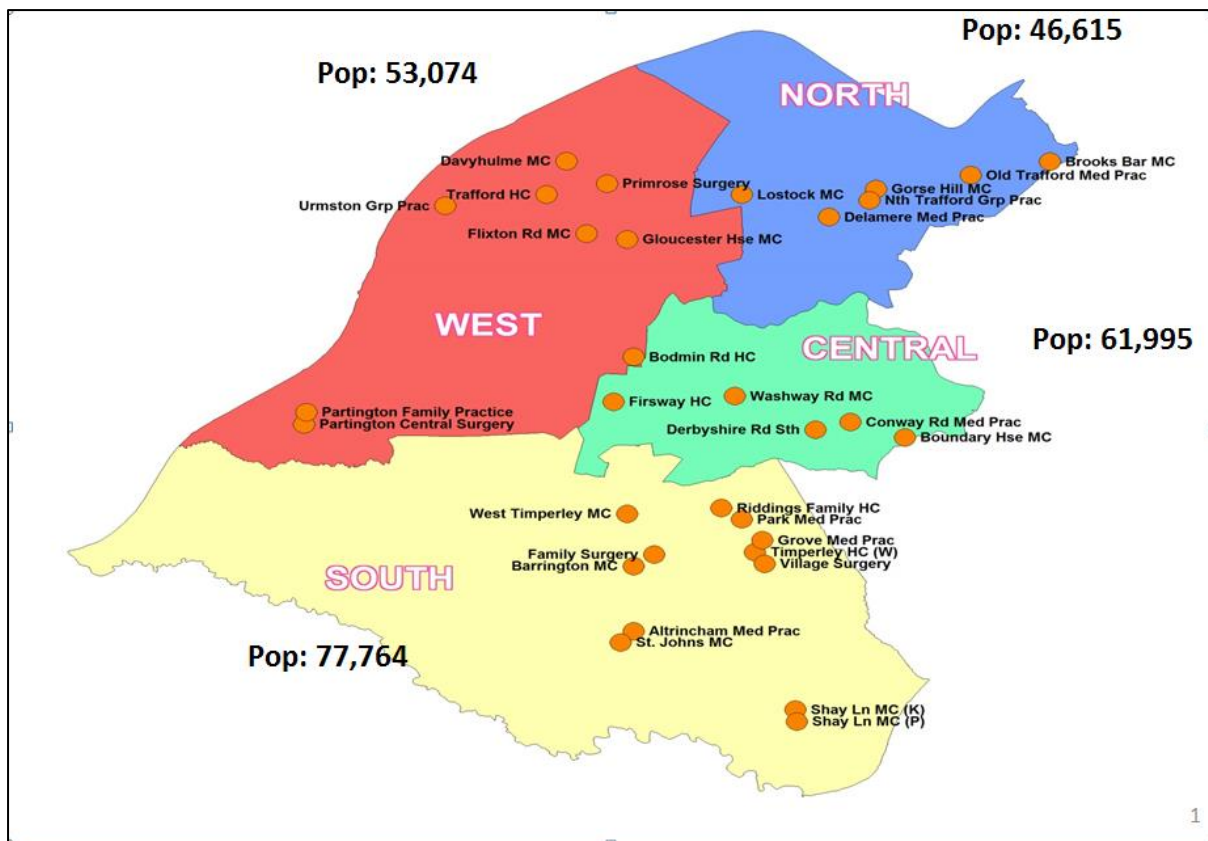 Pop: 46,615
Pop: 53,074
NORTH
Davyhulme MC
Brooks Bar MC
Old Trafford Med Prac
Primrose Surgery
Trafford HC
Lostock MC
Gorse Hill MC
Nth Trafford Grp Prac
Urmston Grp Prac
Delamere Med Prac
Flixton Rd MC
Gloucester Hse MC
WEST
Pop: 61,995
CENTRAL
Bodmin Rd HC
Firsway HC
Washway Rd MC
Partington Family Practice
Partington Central Surgery
Conway Rd Med Prac
Derbyshire Rd Sth
Boundary Hse MC
Riddings Family HC
West Timperley MC
Park Med Prac
Grove Med Prac
Family Surgery
Timperley HC (W)
Barrington MC
Village Surgery
SOUTH
Altrincham Med Prac
St. Johns MC
Pop: 77,764
Shay Ln MC (K)
Shay Ln MC (P)
1